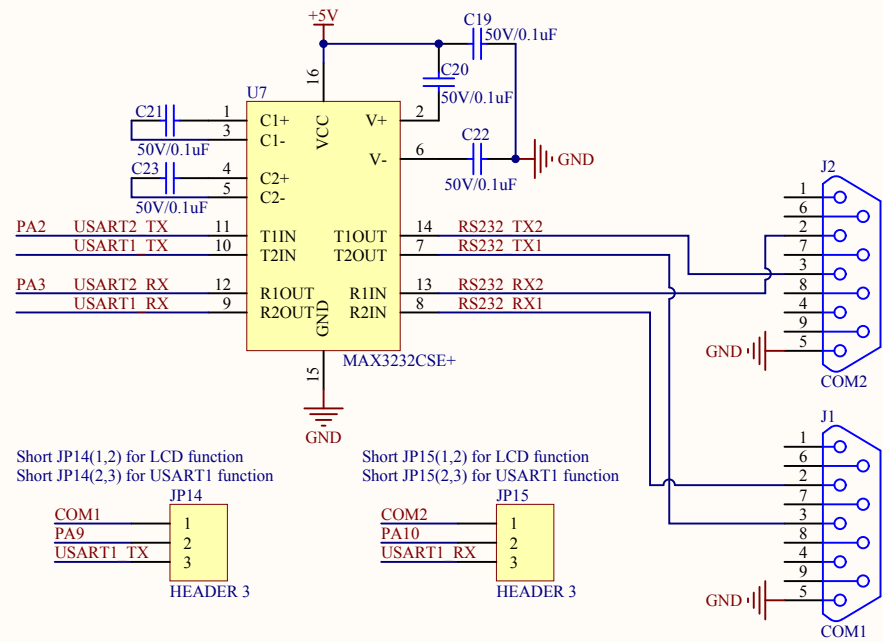 +5V
C19
50V/0.1uF
16
C20
50V/0.1uF
U7
C21
50V/0.1uF
1
3
C1+
C1-
VCC
V+
2
C23
50V/0.1uF
4
5
C2+
C2-
V-
6
C22
50V/0.1uF
GND
PA2 USART2_TX 11 T1IN T1OUT 14 RS232_TX2
USART1_TX 10 T2IN T2OUT 7 RS232_TX1
PA3 USART2_RX 12 R1OUT R1IN 13 RS232_RX2
USART1_RX 9 R2OUT R2IN 8 RS232_RX1
GND
MAX3232CSE+
15
GND
J2
1
6
2
7
3
8
4
9
GND 5
COM2
J1
1
6
2
7
3
8
4
9
GND 5
COM1
Short JP14(1,2) for LCD function
Short JP14(2,3) for USART1 function
JP14
COM1 1
PA9 2
USART1_TX 3
HEADER 3
Short JP15(1,2) for LCD function
Short JP15(2,3) for USART1 function
JP15
COM2 1
PA10 2
USART1_RX 3
HEADER 3